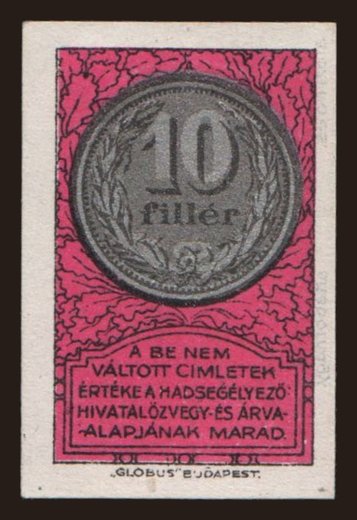 10
fillér
A BE NEM
VÁLTOTT CIMLETEK
ÉRTÉKE A HADSEGÉLYEZŐ
HIVATAL ÖZVEGY-ÉS ÁRVA-
-ALAPJÁNAK MARAD.
„GLOBUS" BUDAPEST.